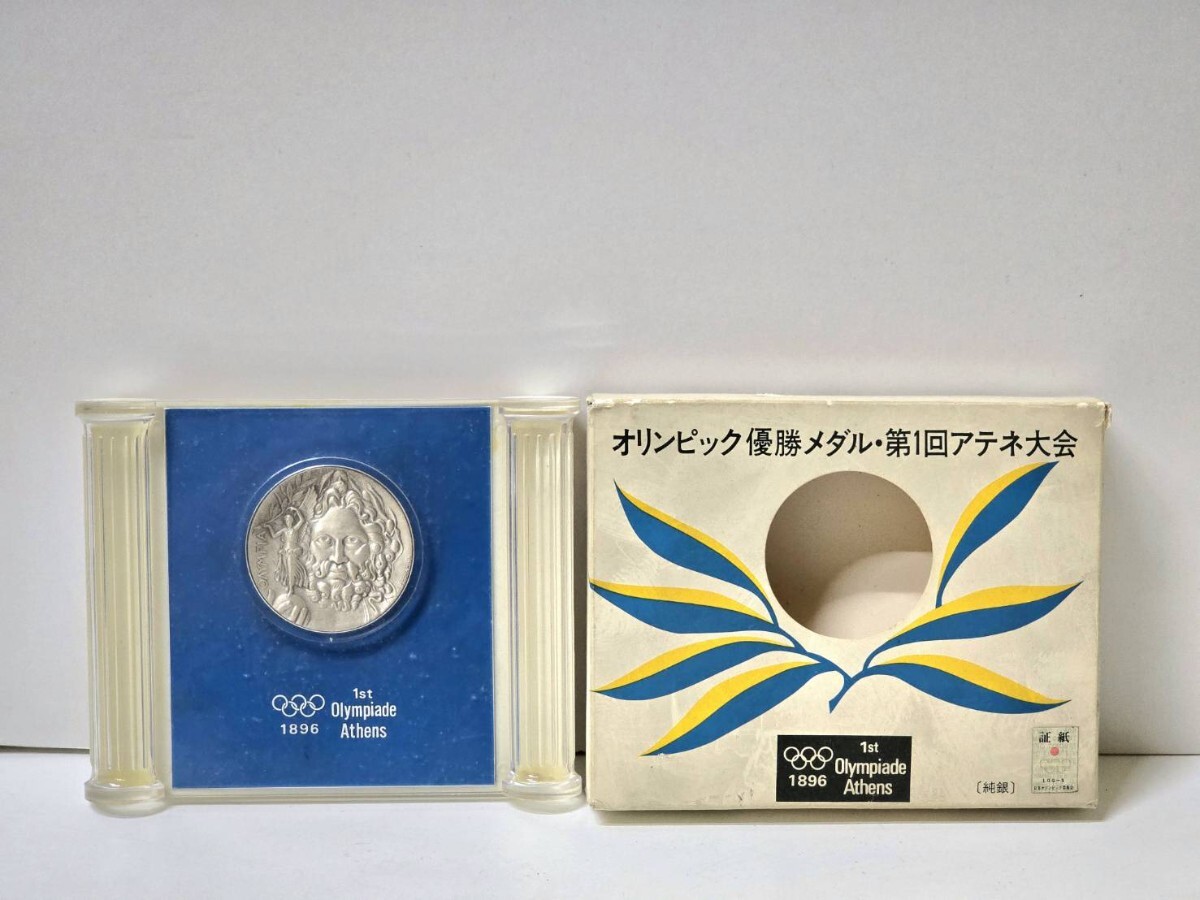 1st
Olympiade
1896 Athens
オリンピック優勝メダル・第1回アテネ大会
1st
Olympiade
1896 Athens
〔純銀〕
証紙